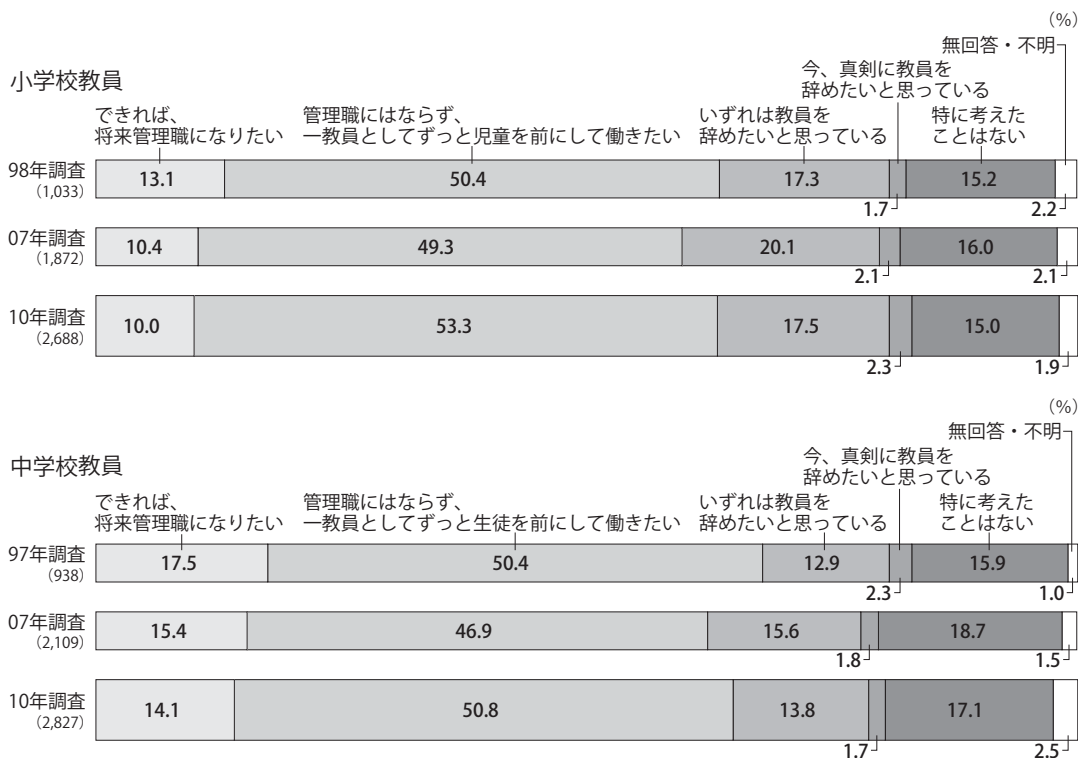 (%)
無回答・不明
小学校教員
今、真剣に教員を
辞めたいと思っている
できれば、
将来管理職になりたい
管理職にはならず、
一教員としてずっと児童を前にして働きたい
いずれは教員を
辞めたいと思っている
特に考えた
ことはない
98年調査
(1,033)
13.1
50.4
17.3
1.7
15.2
2.2
07年調査
(1,872)
10.4
49.3
20.1
2.1
16.0
2.1
10年調査
(2,688)
10.0
53.3
17.5
2.3
15.0
1.9
(%)
無回答・不明
中学校教員
今、真剣に教員を
辞めたいと思っている
できれば、
将来管理職になりたい
管理職にはならず、
一教員としてずっと生徒を前にして働きたい
いずれは教員を
辞めたいと思っている
特に考えた
ことはない
97年調査
(938)
17.5
50.4
12.9
2.3
15.9
1.0
07年調査
(2,109)
15.4
46.9
15.6
1.8
18.7
1.5
10年調査
(2,827)
14.1
50.8
13.8
1.7
17.1
2.5